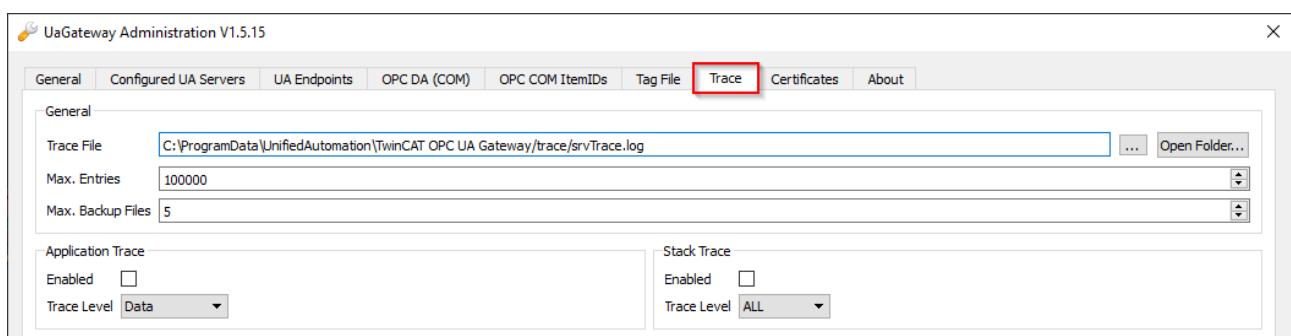 UaGateway Administration V1.5.15
General Configured UA Servers UA Endpoints OPC DA (COM) OPC COM ItemIDs Tag File Trace Certificates About
General
Trace File C:\ProgramData\UnifiedAutomation\TwinCAT OPC UA Gateway/trace/srvTrace.log ... Open Folder...
Max. Entries 100000
Max. Backup Files 5
Application Trace Stack Trace
Enabled Enabled
Trace Level Data Trace Level ALL